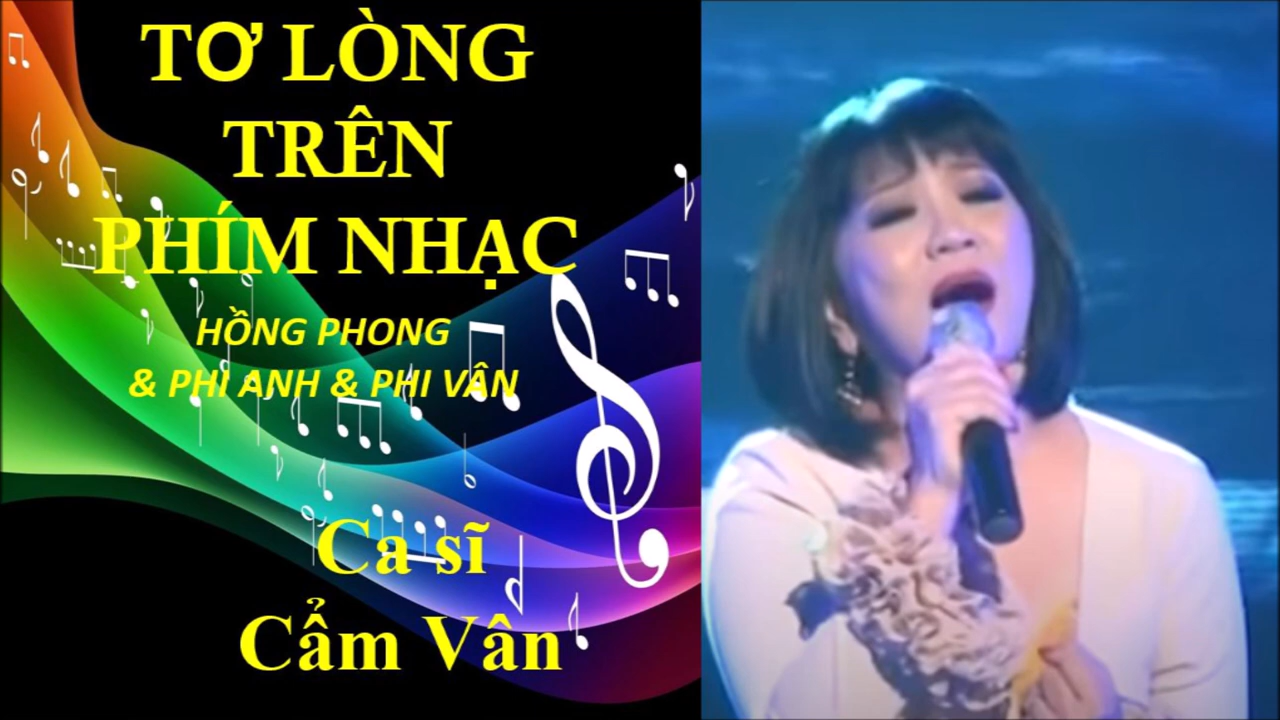 TƠ LÒNG
TRÊN
PHÍM NHẠC
HỒNG PHONG
& PHI ANH & PHI VÂN
Ca sĩ
Cẩm Vân